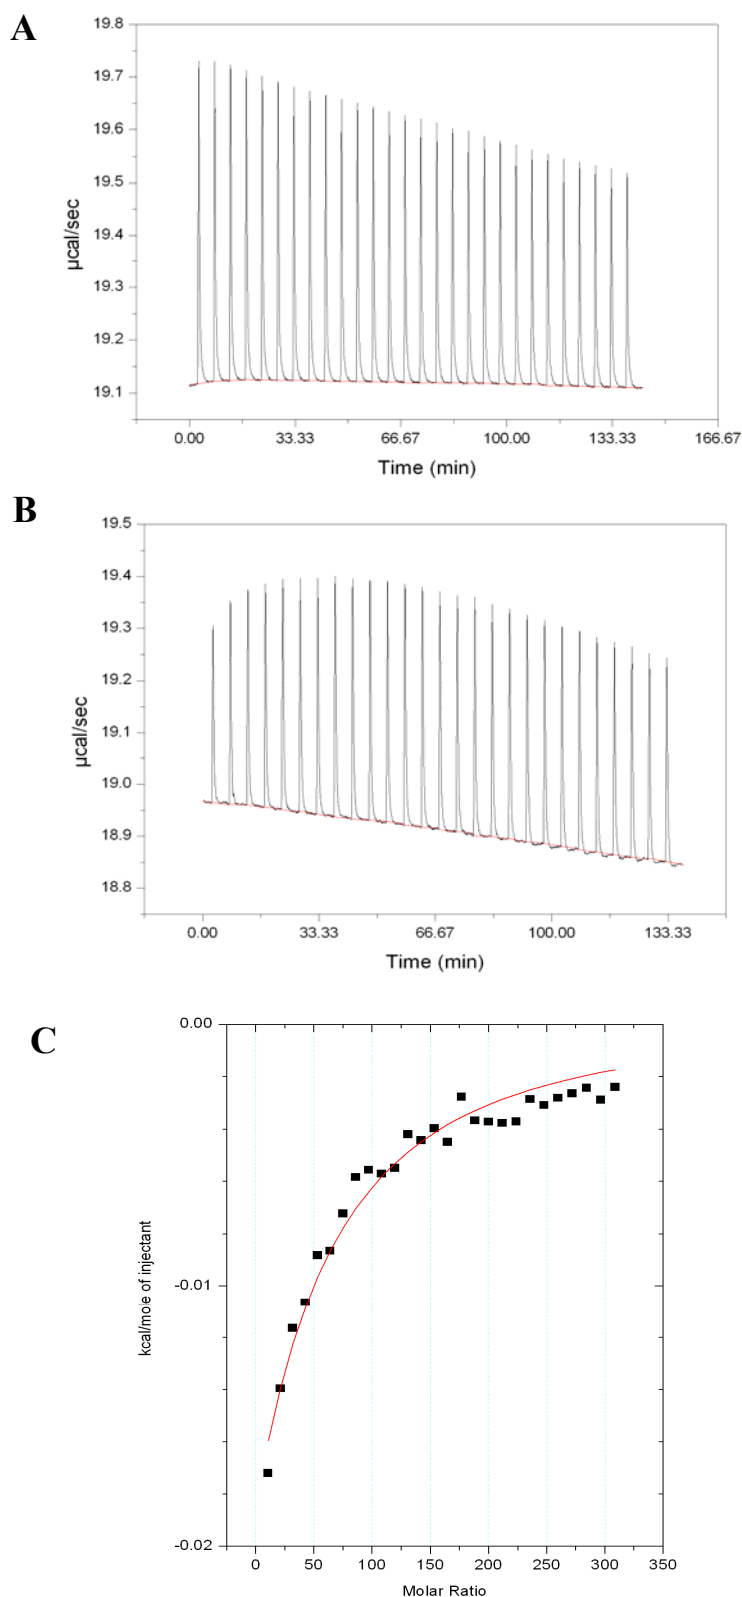 A
19.8
19.7
19.6
19.5
19.4
19.3
19.2
19.1
µcal/sec
0.00 33.33 66.67 100.00 133.33 166.67
Time (min)
B
19.5
19.4
19.3
19.2
19.1
19.0
18.9
18.8
µcal/sec
0.00 33.33 66.67 100.00 133.33
Time (min)
C
0.00
-0.01
-0.02
kcal/mole of injectant
0 50 100 150 200 250 300 350
Molar Ratio